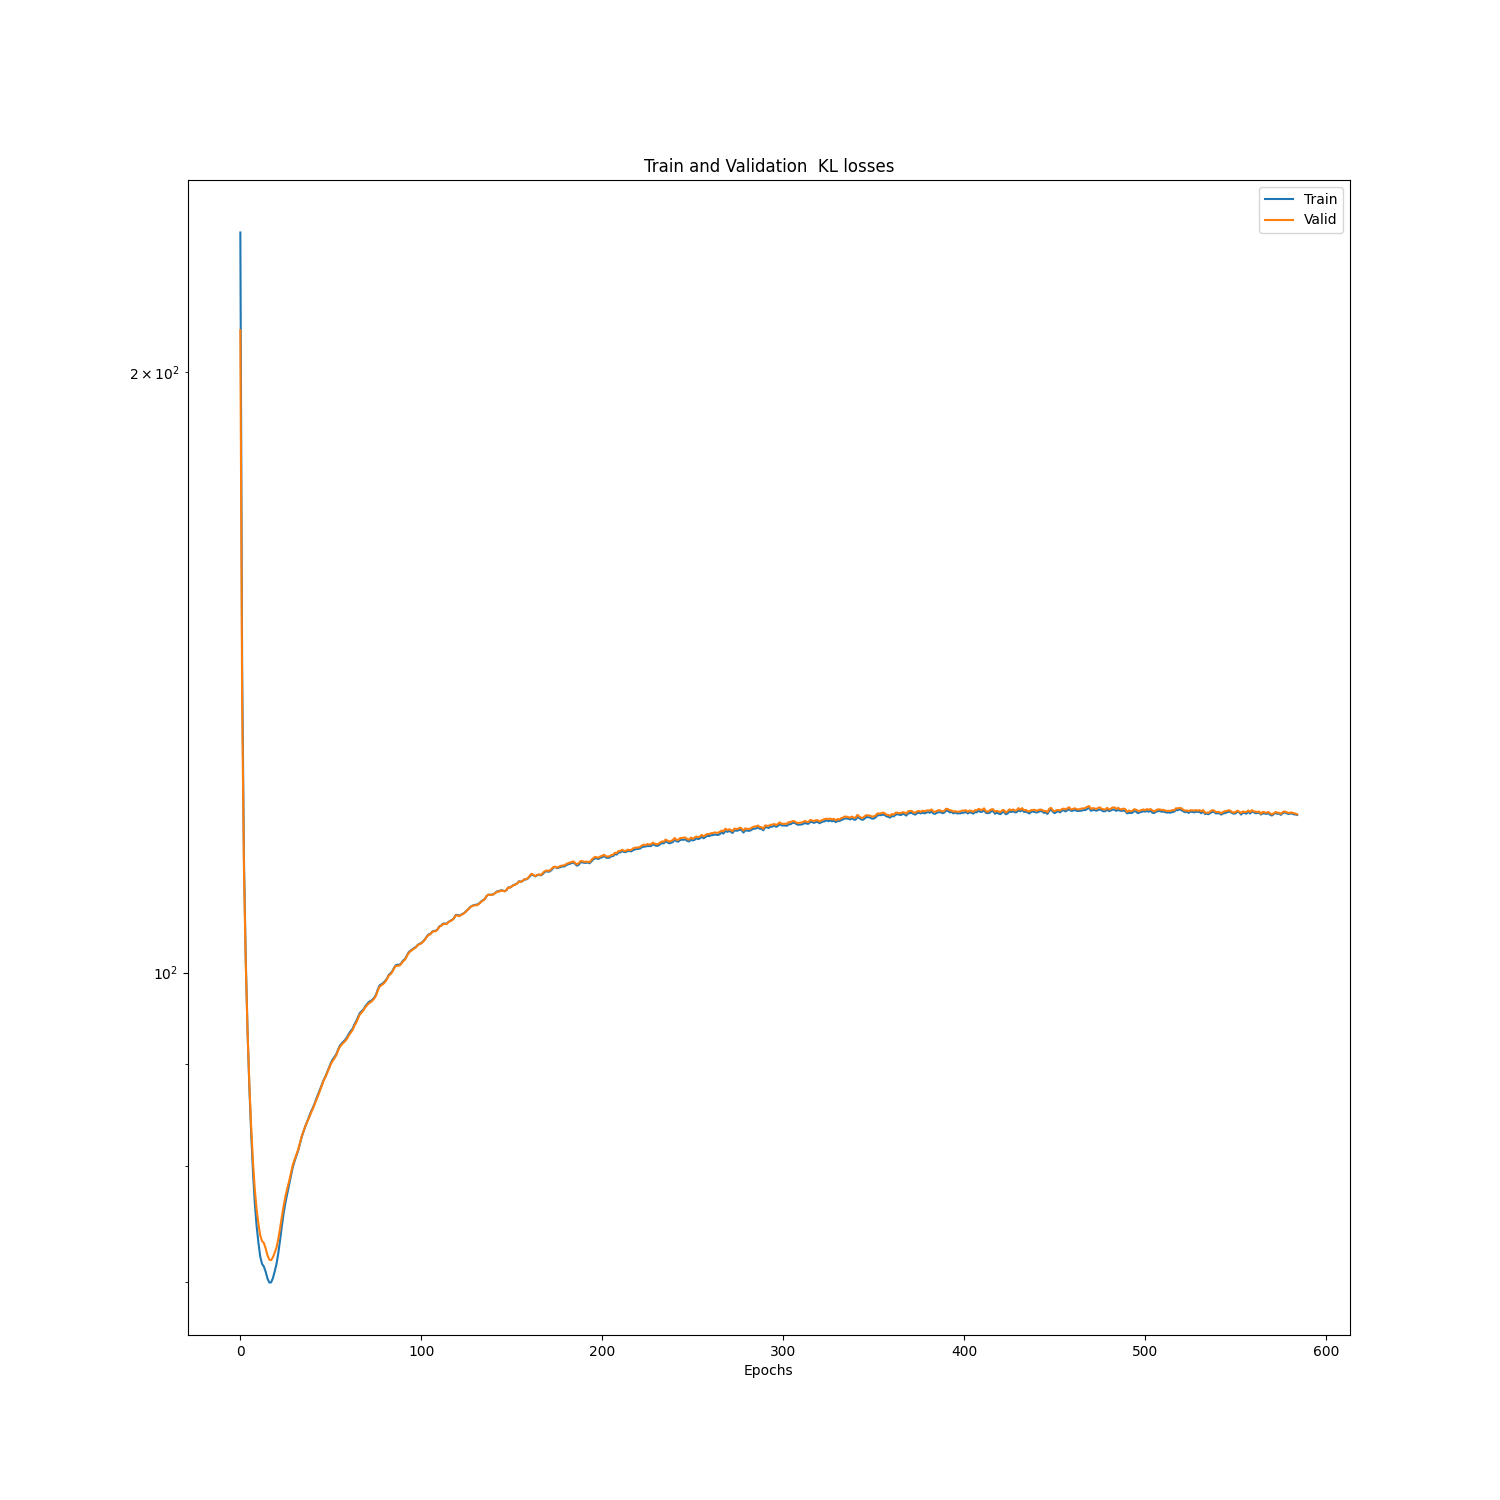 Train and Validation  KL losses
Train
Valid
2 × 10²
10²
0 100 200 300 400 500 600
Epochs